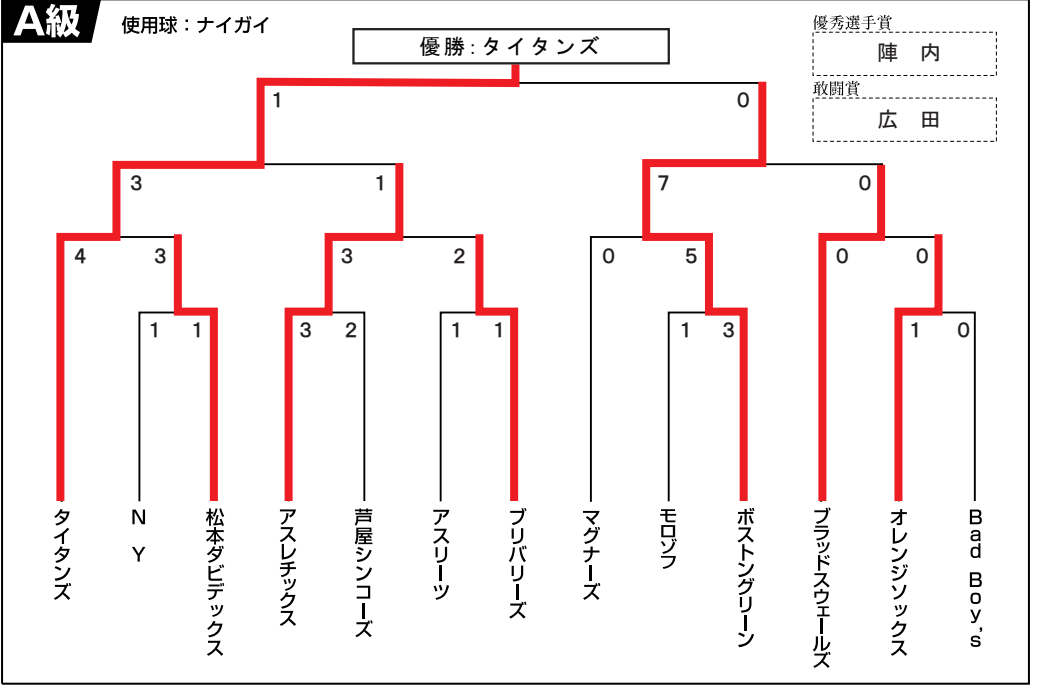 A級
使用球：ナイガイ
優勝：タイタンズ
優秀選手賞
陣 内
敢闘賞
広 田
1 0
3 1 7 0
4 3 3 2 0 5 0 0
1 1 3 2 1 1 1 3 1 0
タイタンズ
N Y
松本ダビデックス
アスレチックス
芦屋シンコーズ
アスリーツ
ブリバリーズ
マグナーズ
モロゾフ
ボストングリーン
ブラッドスウェールズ
オレンジソックス
Bad Boy's